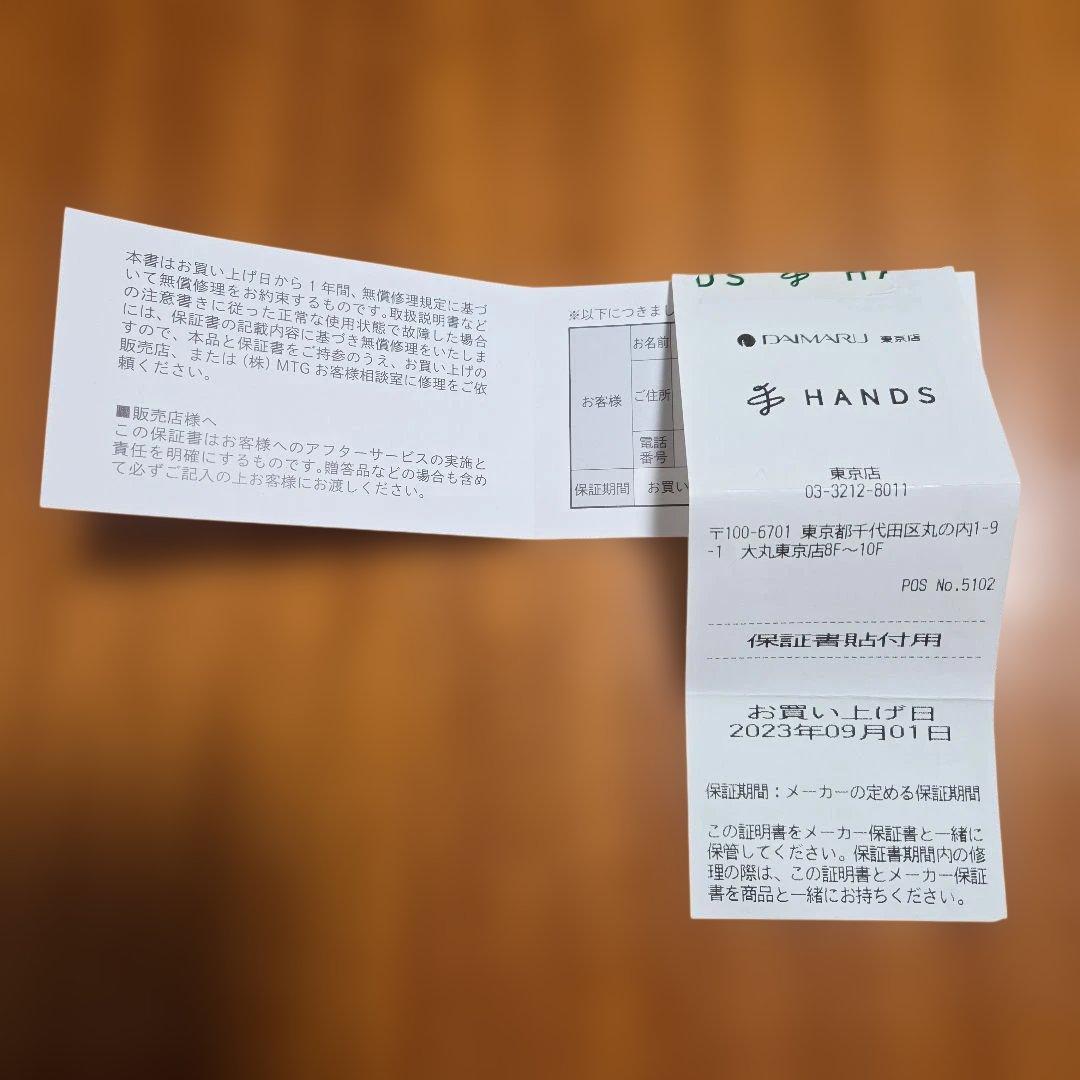 本書はお買い上げ日から1年間、無償修理規定に基づ
いて無償修理をお約束するものです。取扱説明書など
の注意書きに従った正常な使用状態で故障した場合
には、保証書の記載内容に基づき無償修理をいたしま
すので、本品と保証書をご持参のうえ、お買い上げの
販売店、または(株)MTGお客様相談室に修理をご依
頼ください。
■販売店様へ
この保証書はお客様へのアフターサービスの実施と
責任を明確にするものです。贈答品などの場合も含め
て必ずご記入の上お客様にお渡しください。
※以下につきまし
お客様
お名前
ご住所
電話
番号
保証期間 お買い
DS HA
DAIMARU 東京店
HANDS
東京店
03-3212-8011
〒100-6701 東京都千代田区丸の内1-9
-1 大丸東京店8F～10F
POS No.5102
保証書貼付用
お買い上げ日
2023年09月01日
保証期間：メーカーの定める保証期間
この証明書をメーカー保証書と一緒に
保管してください。保証書期間内の修
理の際は、この証明書とメーカー保証
書を商品と一緒にお持ちください。